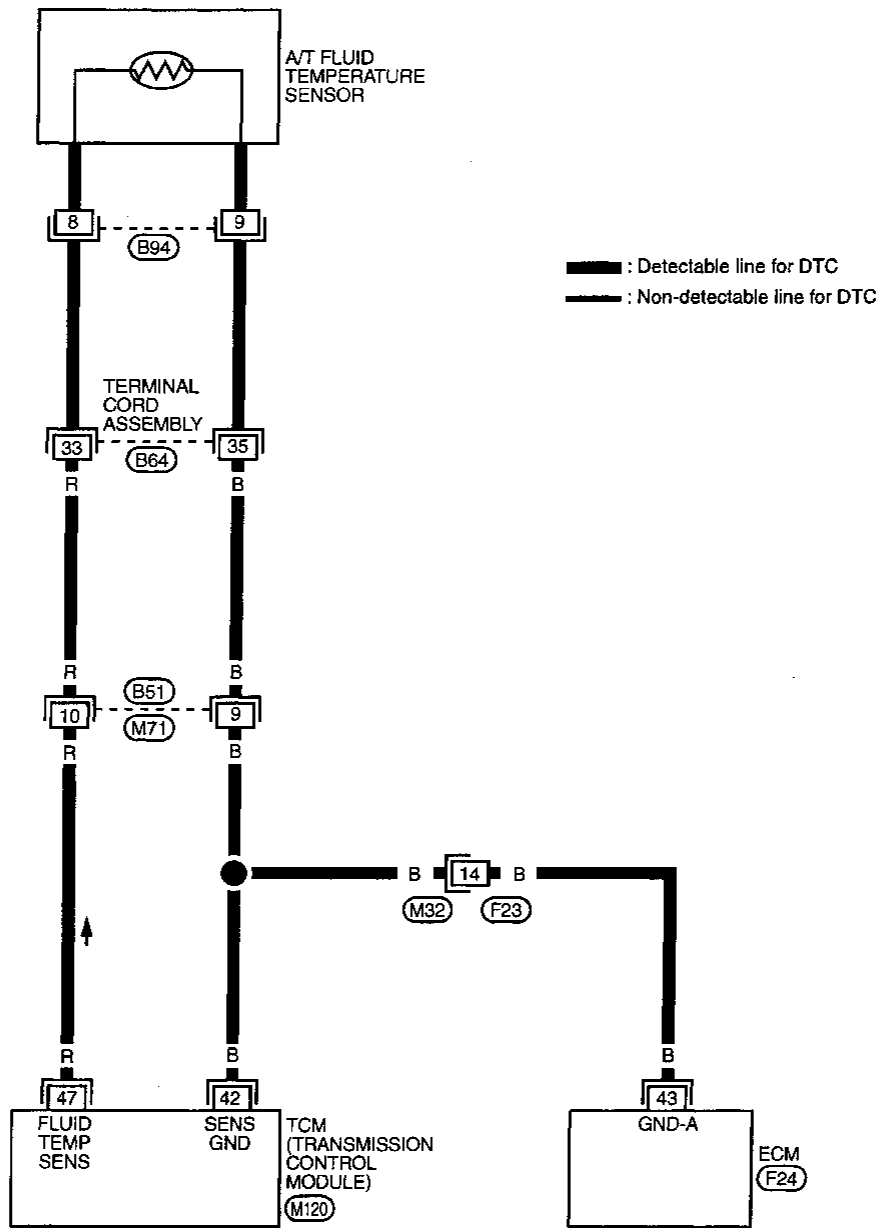 A/T FLUID
TEMPERATURE
SENSOR
8
9
B94
: Detectable line for DTC
: Non-detectable line for DTC
TERMINAL
CORD
ASSEMBLY
33
35
B64
R
B
R
B
B51
10
9
M71
R
B
B
14
B
M32
F23
R
B
B
47
42
43
FLUID
TEMP
SENS
SENS
GND
TCM
(TRANSMISSION
CONTROL
MODULE)
M120
GND-A
ECM
F24